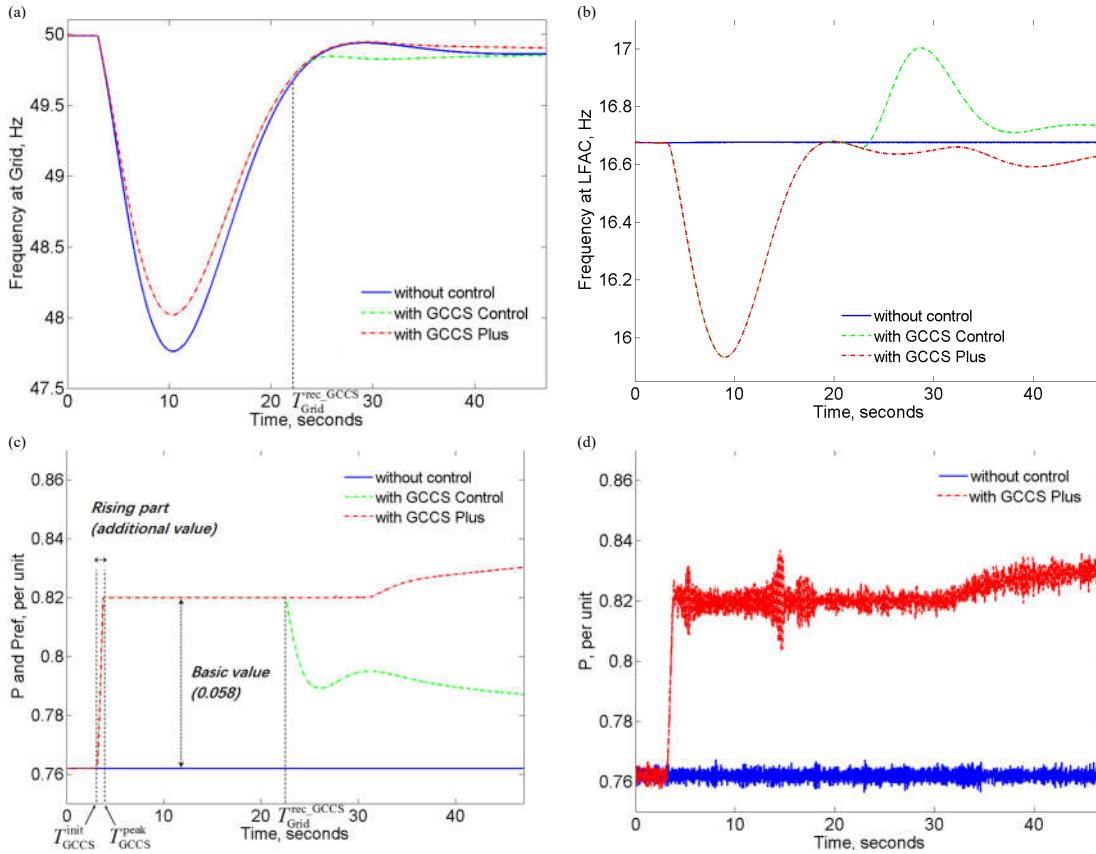 (a)
Frequency at Grid, Hz
50
49.5
49
48.5
48
47.5
without control
with GCCS Control
with GCCS Plus
0
10
20
30
40
T_Grid^rec_GCCS
Time, seconds
(b)
Frequency at LFAC, Hz
17
16.8
16.6
16.4
16.2
16
without control
with GCCS Control
with GCCS Plus
0
10
20
30
40
Time, seconds
(c)
P and Pref, per unit
0.86
0.84
0.82
0.8
0.78
0.76
without control
with GCCS Control
with GCCS Plus
Rising part
(additional value)
Basic value
(0.058)
0
10
20
30
40
T_GCCS^init
T_GCCS^peak
T_Grid^rec_GCCS
Time, seconds
(d)
P, per unit
0.86
0.84
0.82
0.8
0.78
0.76
without control
with GCCS Plus
0
10
20
30
40
Time, seconds